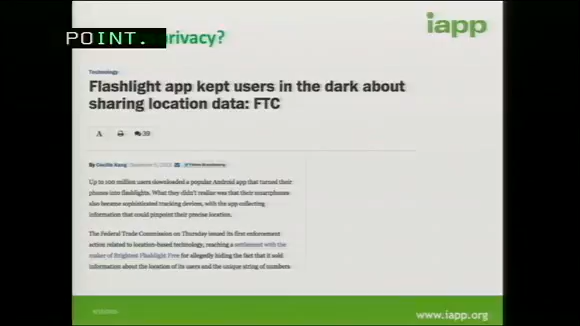 POINT. privacy?
iapp
Technology
Flashlight app kept users in the dark about
sharing location data: FTC
A 39
By Cecilia Kang
Up to 100 million users downloaded a popular Android app that turned their
phones into flashlights. What they didn't realize was that their smartphones
also became sophisticated tracking devices, with the app collecting
information that could pinpoint their precise location.
The Federal Trade Commission on Thursday issued its first enforcement
action related to location-based technology, reaching a settlement with the
maker of Brightest Flashlight Free for allegedly hiding the fact that it sold
information about the location of its users and the unique string of numbers
www.iapp.org